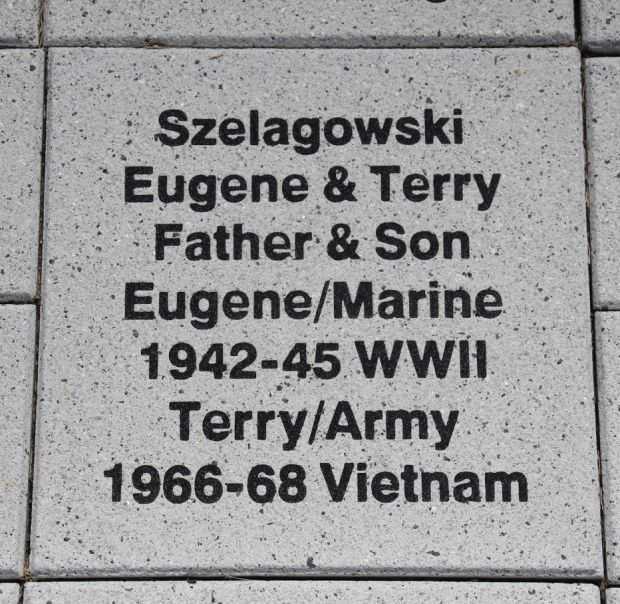 Szelagowski
Eugene & Terry
Father & Son
Eugene/Marine
1942-45 WWII
Terry/Army
1966-68 Vietnam